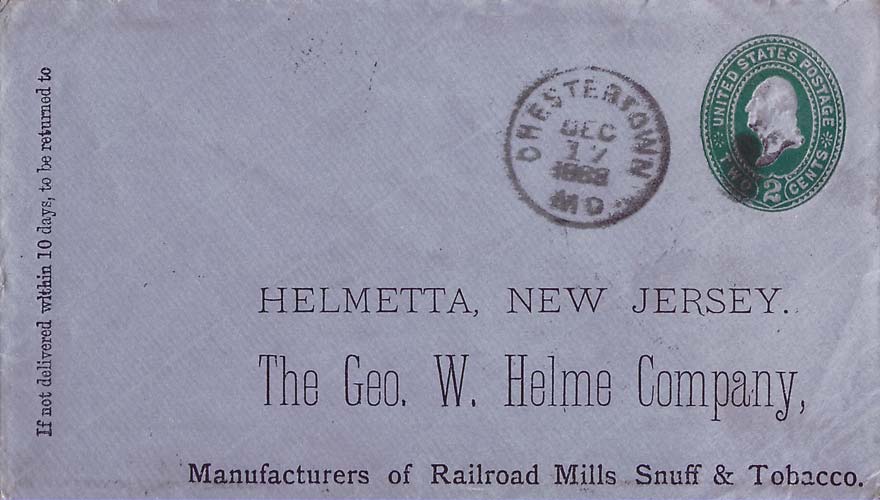 If not delivered within 10 days, to be returned to
CHESTERTOWN
DEC
17
MD.
UNITED STATES POSTAGE
TWO 2 CENTS
HELMETTA, NEW JERSEY.
The Geo. W. Helme Company,
Manufacturers of Railroad Mills Snuff & Tobacco.